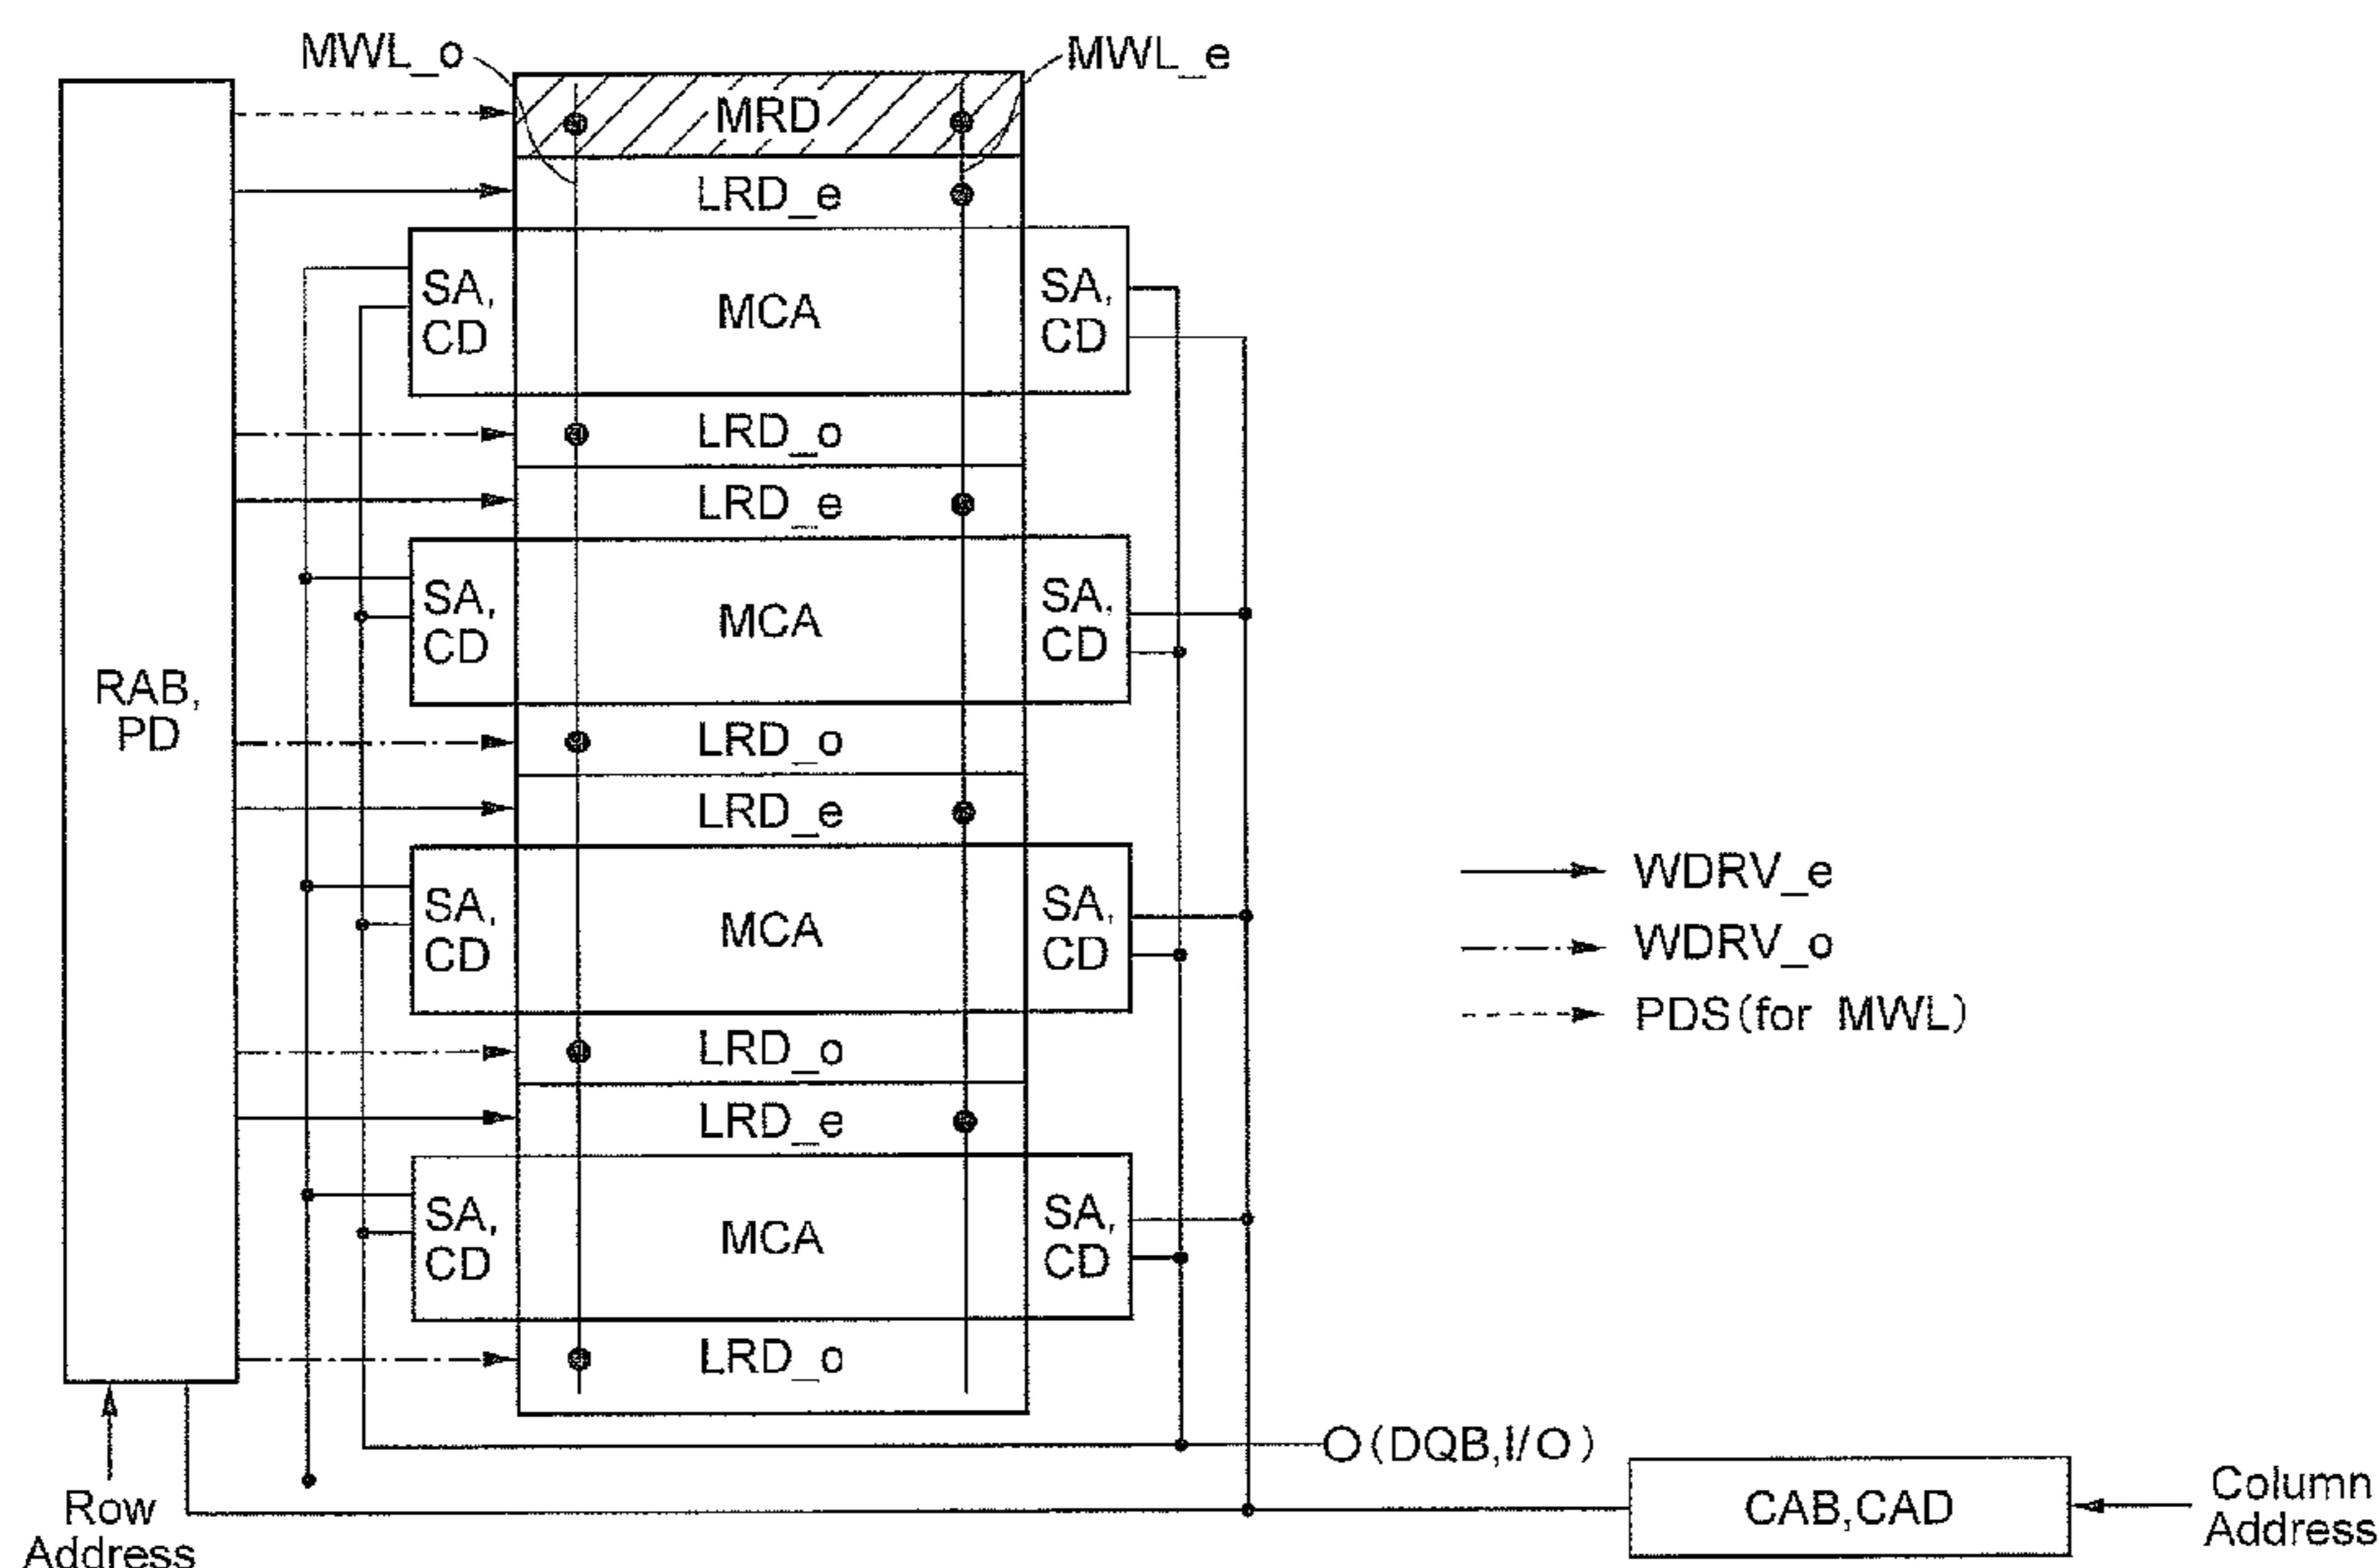 MWL_o
MWL_e
MRD
LRD_e
SA,
CD
MCA
SA,
CD
LRD_o
LRD_e
SA,
CD
MCA
SA,
CD
RAB,
PD
LRD_o
LRD_e
SA,
CD
MCA
SA,
CD
WDRV_e
WDRV_o
PDS(for MWL)
LRD_o
LRD_e
SA,
CD
MCA
SA,
CD
LRD_o
O(DQB,I/O)
Row
Address
CAB,CAD
Column
Address